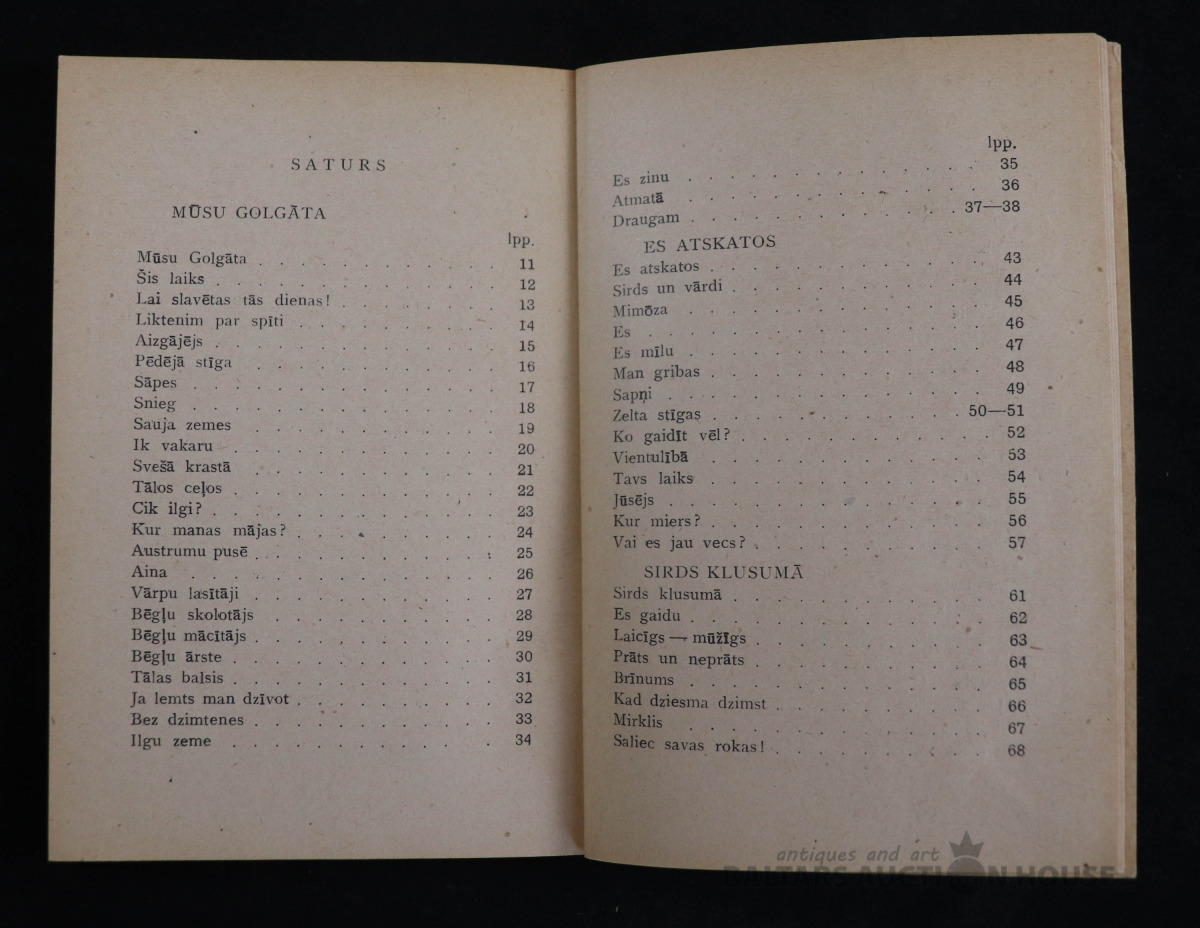 SATURS
MŪSU GOLGĀTA
lpp.
Mūsu Golgāta . . . . . . . . . . . . 11
Šis laiks . . . . . . . . . . . . . . 12
Lai slavētas tās dienas! . . . . . . . . 13
Liktenim par spīti . . . . . . . . . . 14
Aizgājējs . . . . . . . . . . . . . . 15
Pēdējā stīga . . . . . . . . . . . . 16
Sāpes . . . . . . . . . . . . . . . 17
Snieg . . . . . . . . . . . . . . . 18
Sauja zemes . . . . . . . . . . . . 19
Ik vakaru . . . . . . . . . . . . . 20
Svešā krastā . . . . . . . . . . . . 21
Tālos ceļos . . . . . . . . . . . . . 22
Cik ilgi? . . . . . . . . . . . . . . 23
Kur manas mājas? . . . . . . . . . . 24
Austrumu pusē . . . . . . . . . . . . 25
Aina . . . . . . . . . . . . . . . 26
Vārpu lasītāji . . . . . . . . . . . . 27
Bēgļu skolotājs . . . . . . . . . . . 28
Bēgļu mācītājs . . . . . . . . . . . . 29
Bēgļu ārste . . . . . . . . . . . . . 30
Tālas balsis . . . . . . . . . . . . . 31
Ja lemts man dzīvot . . . . . . . . . . 32
Bez dzimtenes . . . . . . . . . . . . 33
Ilgu zeme . . . . . . . . . . . . . 34
lpp.
Es zinu . . . . . . . . . . . . . . 35
Atmatā . . . . . . . . . . . . . . 36
Draugam . . . . . . . . . . . . . 37—38
ES ATSKATOS
Es atskatos . . . . . . . . . . . . . 43
Sirds un vārdi . . . . . . . . . . . . 44
Mimōza . . . . . . . . . . . . . . 45
Es . . . . . . . . . . . . . . . . 46
Es mīlu . . . . . . . . . . . . . . 47
Man gribas . . . . . . . . . . . . . 48
Sapņi . . . . . . . . . . . . . . . 49
Zelta stīgas . . . . . . . . . . . . 50—51
Ko gaidīt vēl? . . . . . . . . . . . . 52
Vientulībā . . . . . . . . . . . . . 53
Tavs laiks . . . . . . . . . . . . . 54
Jūsējs . . . . . . . . . . . . . . . 55
Kur miers? . . . . . . . . . . . . . 56
Vai es jau vecs? . . . . . . . . . . . 57
SIRDS KLUSUMĀ
Sirds klusumā . . . . . . . . . . . . 61
Es gaidu . . . . . . . . . . . . . . 62
Laicīgs — mūžīgs . . . . . . . . . . . 63
Prāts un neprāts . . . . . . . . . . . 64
Brīnums . . . . . . . . . . . . . . 65
Kad dziesma dzimst . . . . . . . . . . 66
Mirklis . . . . . . . . . . . . . . 67
Saliec savas rokas! . . . . . . . . . . 68
antiques and art
BALTARS AUCTION HOUSE